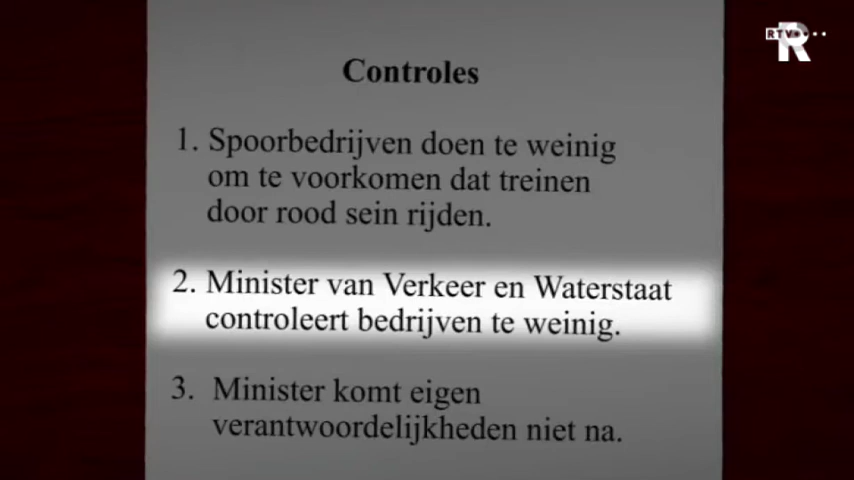 RTV R
Controles
1. Spoorbedrijven doen te weinig
om te voorkomen dat treinen
door rood sein rijden.
2. Minister van Verkeer en Waterstaat
controleert bedrijven te weinig.
3. Minister komt eigen
verantwoordelijkheden niet na.